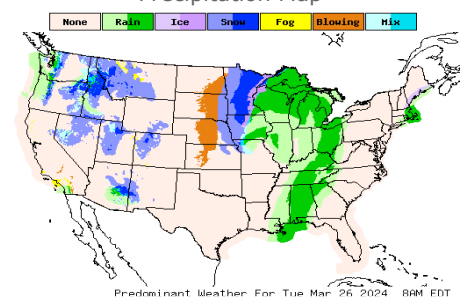 Precipitation Map
None Rain Ice Snow Fog Blowing Mix
Predominant Weather For Tue Mar 26 2024 8AM EDT